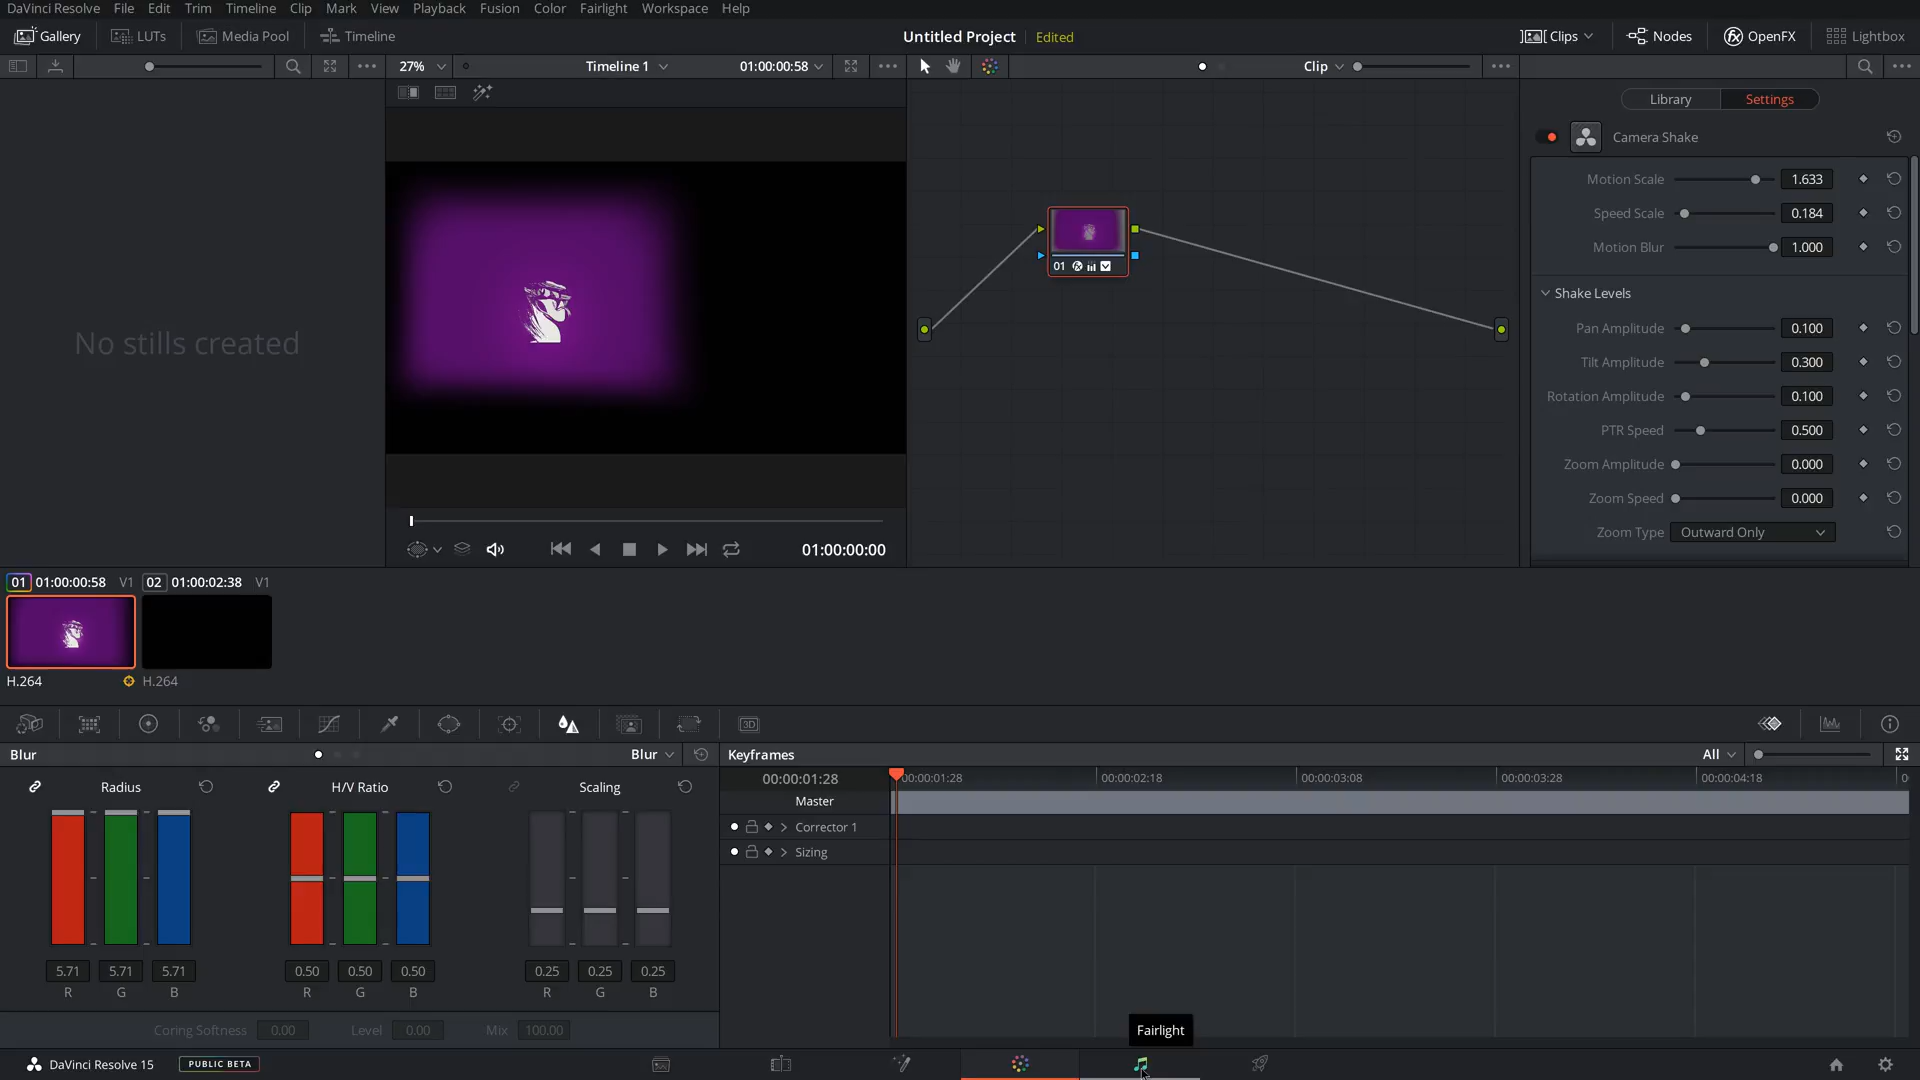 DaVinci Resolve File Edit Trim Timeline Clip Mark View Playback Fusion Color Fairlight Workspace Help
Gallery LUTs Media Pool Timeline Untitled Project Edited Clips Nodes OpenFX Lightbox
27% Timeline 1 01:00:00:58 Clip
Library Settings
Camera Shake
Motion Scale 1.633
Speed Scale 0.184
Motion Blur 1.000
Shake Levels
Pan Amplitude 0.100
Tilt Amplitude 0.300
Rotation Amplitude 0.100
PTR Speed 0.500
Zoom Amplitude 0.000
Zoom Speed 0.000
Zoom Type Outward Only
No stills created
01
01:00:00:00
01 01:00:00:58 V1 02 01:00:02:38 V1
H.264 H.264
3D
Blur Blur
Radius H/V Ratio Scaling
5.71 5.71 5.71 0.50 0.50 0.50 0.25 0.25 0.25
R G B R G B R G B
Coring Softness 0.00 Level 0.00 Mix 100.00
Keyframes All
00:00:01:28 00:00:01:28 00:00:02:18 00:00:03:08 00:00:03:28 00:00:04:18 0
Master
Corrector 1
Sizing
Fairlight
DaVinci Resolve 15 PUBLIC BETA